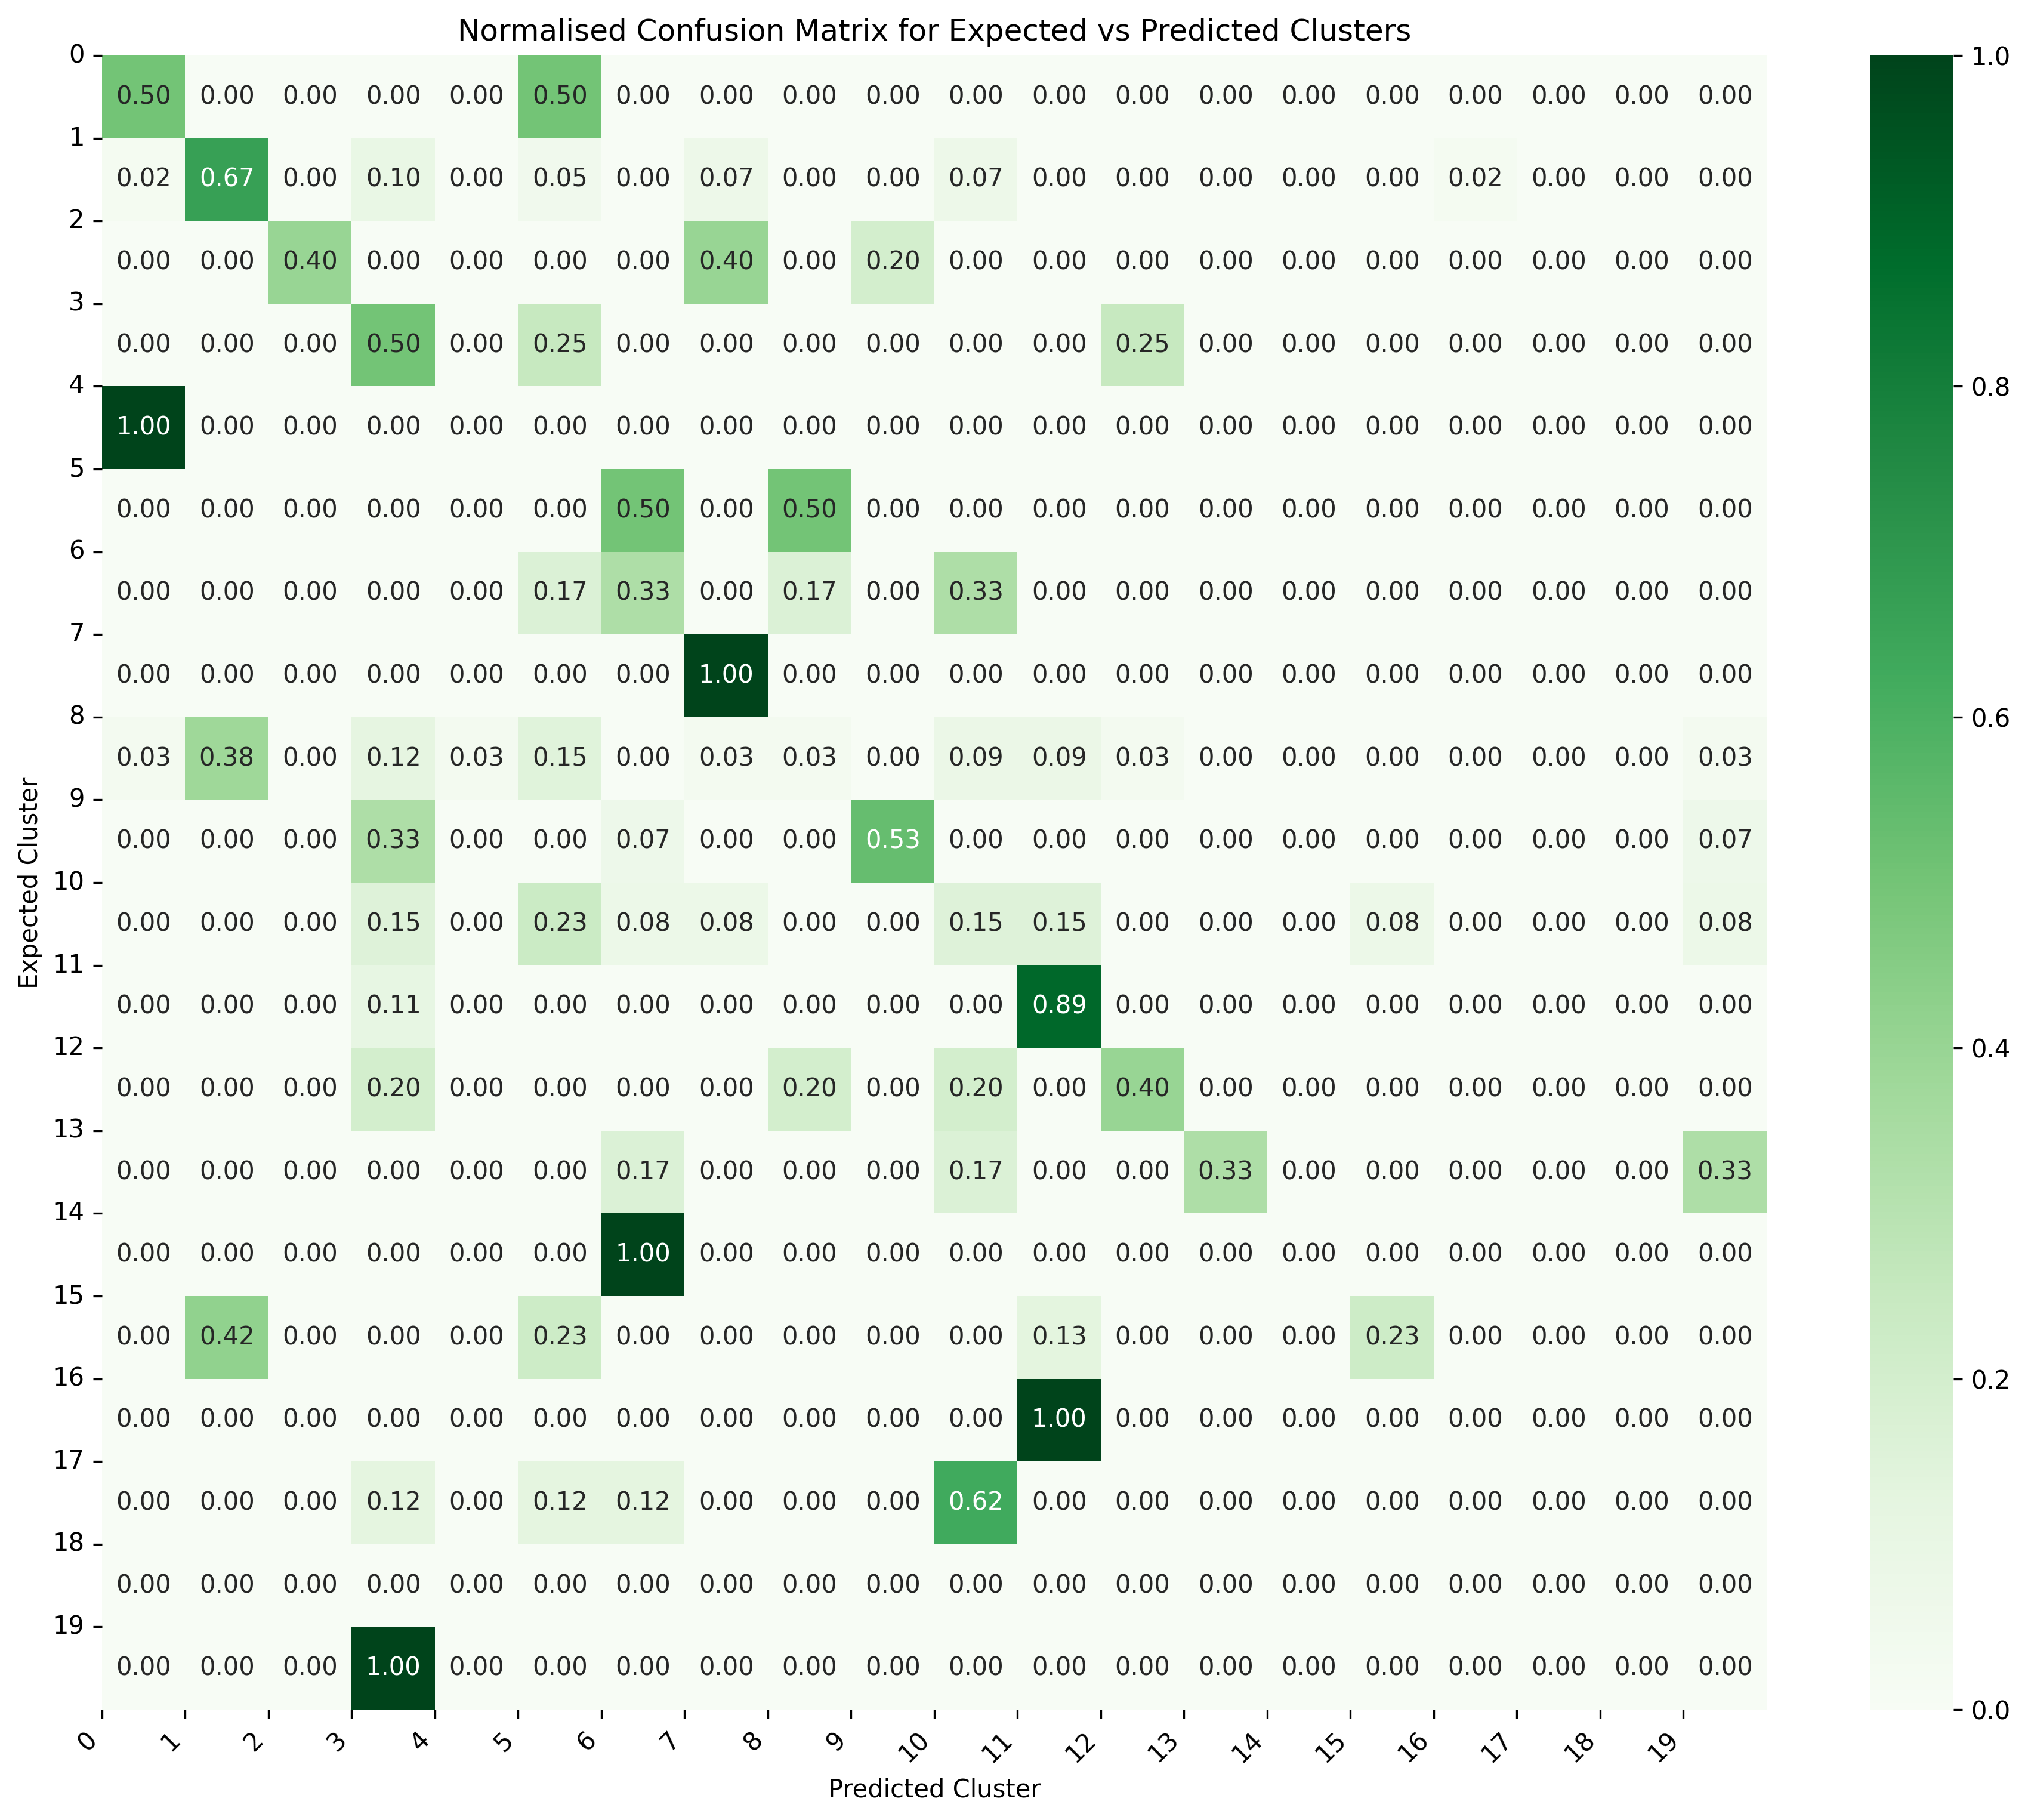 Normalised Confusion Matrix for Expected vs Predicted Clusters
0
0.50 0.00 0.00 0.00 0.00 0.50 0.00 0.00 0.00 0.00 0.00 0.00 0.00 0.00 0.00 0.00 0.00 0.00 0.00 0.00
1
0.02 0.67 0.00 0.10 0.00 0.05 0.00 0.07 0.00 0.00 0.07 0.00 0.00 0.00 0.00 0.00 0.02 0.00 0.00 0.00
2
0.00 0.00 0.40 0.00 0.00 0.00 0.00 0.40 0.00 0.20 0.00 0.00 0.00 0.00 0.00 0.00 0.00 0.00 0.00 0.00
3
0.00 0.00 0.00 0.50 0.00 0.25 0.00 0.00 0.00 0.00 0.00 0.00 0.25 0.00 0.00 0.00 0.00 0.00 0.00 0.00
4
1.00 0.00 0.00 0.00 0.00 0.00 0.00 0.00 0.00 0.00 0.00 0.00 0.00 0.00 0.00 0.00 0.00 0.00 0.00 0.00
5
0.00 0.00 0.00 0.00 0.00 0.00 0.50 0.00 0.50 0.00 0.00 0.00 0.00 0.00 0.00 0.00 0.00 0.00 0.00 0.00
6
0.00 0.00 0.00 0.00 0.00 0.17 0.33 0.00 0.17 0.00 0.33 0.00 0.00 0.00 0.00 0.00 0.00 0.00 0.00 0.00
7
0.00 0.00 0.00 0.00 0.00 0.00 0.00 1.00 0.00 0.00 0.00 0.00 0.00 0.00 0.00 0.00 0.00 0.00 0.00 0.00
8
0.03 0.38 0.00 0.12 0.03 0.15 0.00 0.03 0.03 0.00 0.09 0.09 0.03 0.00 0.00 0.00 0.00 0.00 0.00 0.03
9
0.00 0.00 0.00 0.33 0.00 0.00 0.07 0.00 0.00 0.53 0.00 0.00 0.00 0.00 0.00 0.00 0.00 0.00 0.00 0.07
10
0.00 0.00 0.00 0.15 0.00 0.23 0.08 0.08 0.00 0.00 0.15 0.15 0.00 0.00 0.00 0.08 0.00 0.00 0.00 0.08
11
0.00 0.00 0.00 0.11 0.00 0.00 0.00 0.00 0.00 0.00 0.00 0.89 0.00 0.00 0.00 0.00 0.00 0.00 0.00 0.00
12
0.00 0.00 0.00 0.20 0.00 0.00 0.00 0.00 0.20 0.00 0.20 0.00 0.40 0.00 0.00 0.00 0.00 0.00 0.00 0.00
13
0.00 0.00 0.00 0.00 0.00 0.00 0.17 0.00 0.00 0.00 0.17 0.00 0.00 0.33 0.00 0.00 0.00 0.00 0.00 0.33
14
0.00 0.00 0.00 0.00 0.00 0.00 1.00 0.00 0.00 0.00 0.00 0.00 0.00 0.00 0.00 0.00 0.00 0.00 0.00 0.00
15
0.00 0.42 0.00 0.00 0.00 0.23 0.00 0.00 0.00 0.00 0.00 0.13 0.00 0.00 0.00 0.23 0.00 0.00 0.00 0.00
16
0.00 0.00 0.00 0.00 0.00 0.00 0.00 0.00 0.00 0.00 0.00 1.00 0.00 0.00 0.00 0.00 0.00 0.00 0.00 0.00
17
0.00 0.00 0.00 0.12 0.00 0.12 0.12 0.00 0.00 0.00 0.62 0.00 0.00 0.00 0.00 0.00 0.00 0.00 0.00 0.00
18
0.00 0.00 0.00 0.00 0.00 0.00 0.00 0.00 0.00 0.00 0.00 0.00 0.00 0.00 0.00 0.00 0.00 0.00 0.00 0.00
19
0.00 0.00 0.00 1.00 0.00 0.00 0.00 0.00 0.00 0.00 0.00 0.00 0.00 0.00 0.00 0.00 0.00 0.00 0.00 0.00
0 1 2 3 4 5 6 7 8 9 10 11 12 13 14 15 16 17 18 19
Predicted Cluster
Expected Cluster
1.0
0.8
0.6
0.4
0.2
0.0